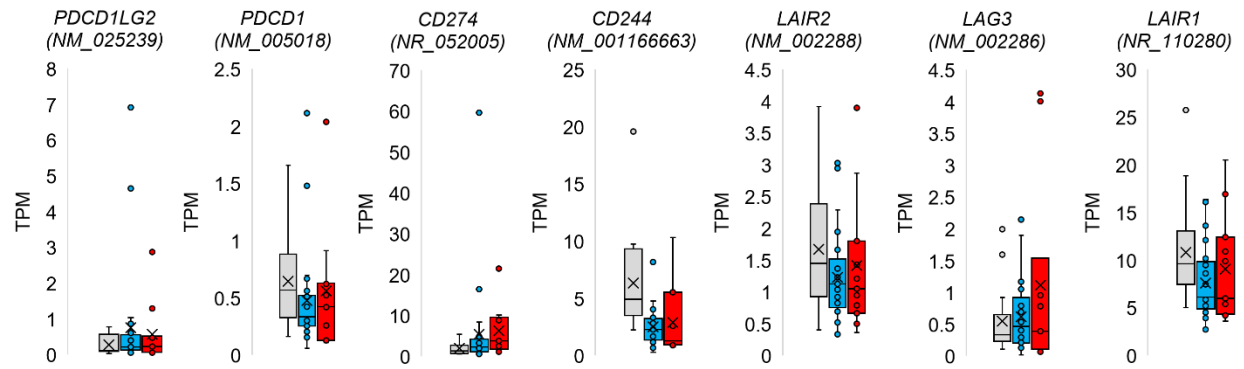 PDCD1LG2
(NM_025239)
8
7
6
5
4
3
2
1
0
TPM
PDCD1
(NM_005018)
2.5
2
1.5
1
0.5
0
TPM
CD274
(NR_052005)
70
60
50
40
30
20
10
0
TPM
CD244
(NM_001166663)
25
20
15
10
5
0
TPM
LAIR2
(NM_002288)
4.5
4
3.5
3
2.5
2
1.5
1
0.5
0
TPM
LAG3
(NM_002286)
4.5
4
3.5
3
2.5
2
1.5
1
0.5
0
TPM
LAIR1
(NR_110280)
30
25
20
15
10
5
0
TPM